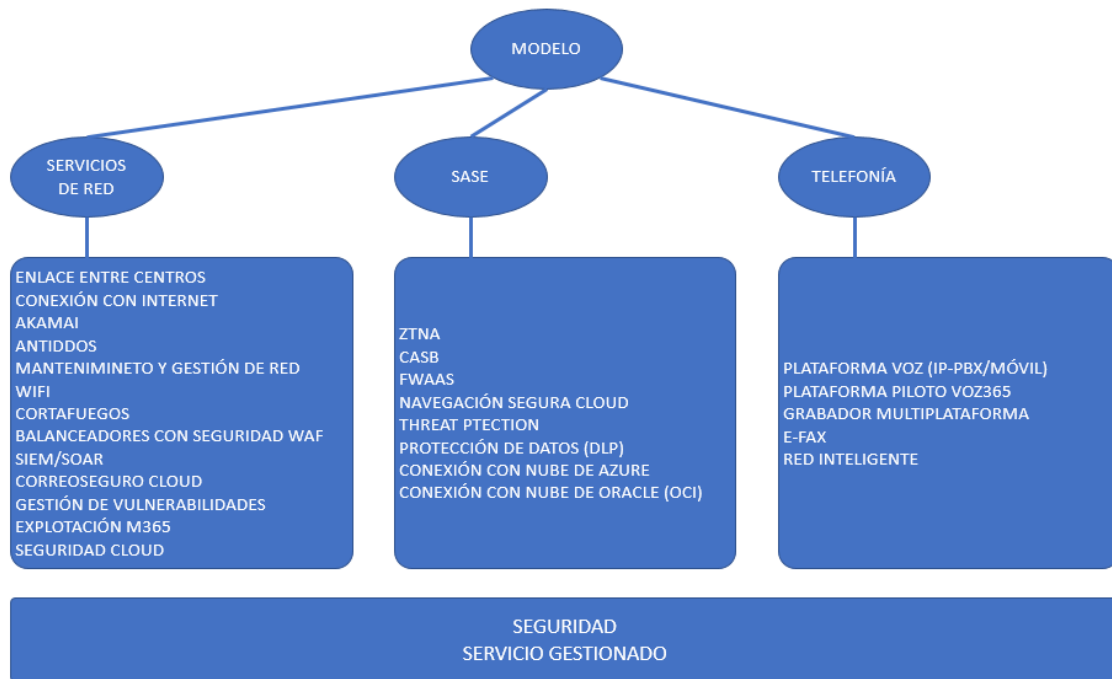 MODELO
SERVICIOS
DE RED
SASE
TELEFONÍA
ENLACE ENTRE CENTROS
CONEXIÓN CON INTERNET
AKAMAI
ANTIDDOS
MANTENIMINETO Y GESTIÓN DE RED
WIFI
CORTAFUEGOS
BALANCEADORES CON SEGURIDAD WAF
SIEM/SOAR
CORREOSEGURO CLOUD
GESTIÓN DE VULNERABILIDADES
EXPLOTACIÓN M365
SEGURIDAD CLOUD
ZTNA
CASB
FWAAS
NAVEGACIÓN SEGURA CLOUD
THREAT PTECTION
PROTECCIÓN DE DATOS (DLP)
CONEXIÓN CON NUBE DE AZURE
CONEXIÓN CON NUBE DE ORACLE (OCI)
PLATAFORMA VOZ (IP-PBX/MÓVIL)
PLATAFORMA PILOTO VOZ365
GRABADOR MULTIPLATAFORMA
E-FAX
RED INTELIGENTE
SEGURIDAD
SERVICIO GESTIONADO